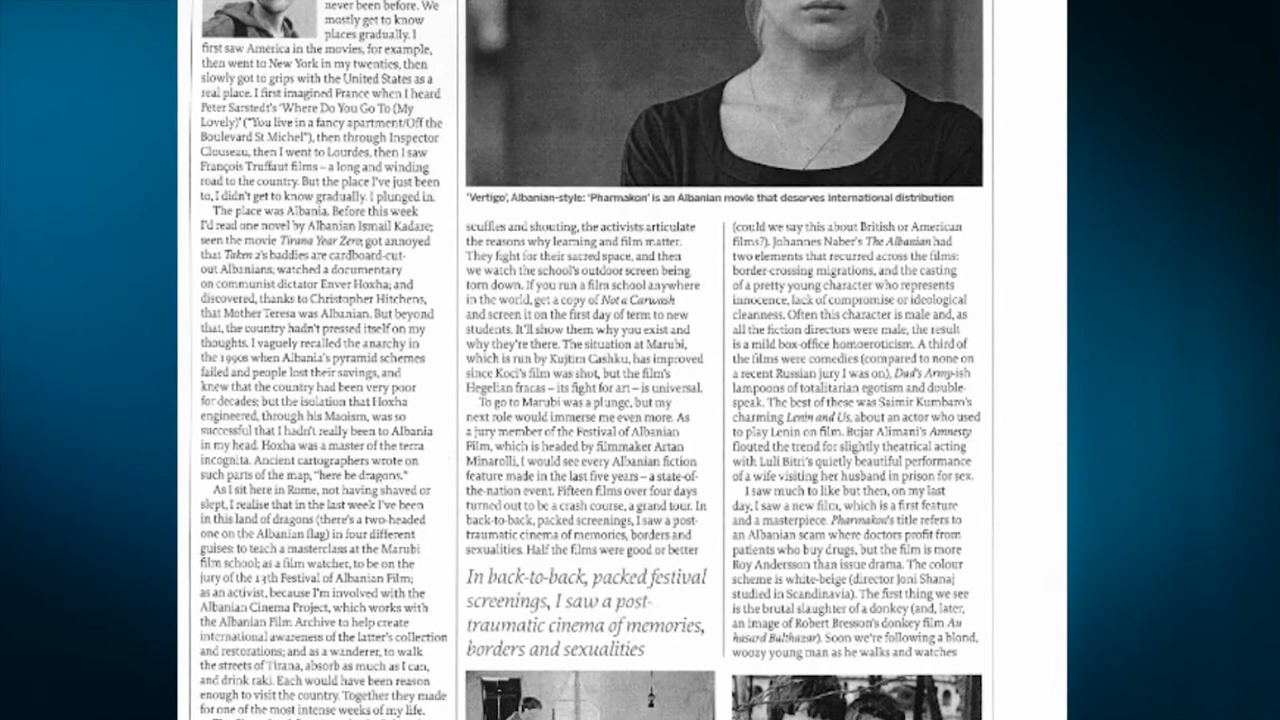 never been before. We
mostly get to know
places gradually. I
first saw America in the movies, for example,
then went to New York in my twenties, then
slowly got to grips with the United States as a
real place. I first imagined France when I heard
Peter Sarstedt's 'Where Do You Go To (My
Lovely)' ("You live in a fancy apartment/Off the
Boulevard St Michel"), then through Inspector
Clouseau, then I went to Lourdes, then I saw
François Truffaut films – a long and winding
road to the country. But the place I've just been
to, I didn't get to know gradually. I plunged in.
The place was Albania. Before this week
I'd read one novel by Albanian Ismail Kadare;
seen the movie Tirana Year Zero; got annoyed
that Taken 2's baddies are cardboard-cut-
out Albanians; watched a documentary
on communist dictator Enver Hoxha; and
discovered, thanks to Christopher Hitchens,
that Mother Teresa was Albanian. But beyond
that, the country hadn't pressed itself on my
thoughts. I vaguely recalled the anarchy in
the 1990s when Albania's pyramid schemes
failed and people lost their savings, and
knew that the country had been very poor
for decades; but the isolation that Hoxha
engineered, through his Maoism, was so
successful that I hadn't really been to Albania
in my head. Hoxha was a master of the terra
incognita. Ancient cartographers wrote on
such parts of the map, "here be dragons."
As I sit here in Rome, not having shaved or
slept, I realise that in the last week I've been
in this land of dragons (there's a two-headed
one on the Albanian flag) in four different
guises: to teach a masterclass at the Marubi
film school; as a film watcher, to be on the
jury of the 13th Festival of Albanian Film;
as an activist, because I'm involved with the
Albanian Cinema Project, which works with
the Albanian Film Archive to help create
international awareness of the latter's collection
and restorations; and as a wanderer, to walk
the streets of Tirana, absorb as much as I can,
and drink raki. Each would have been reason
enough to visit the country. Together they made
for one of the most intense weeks of my life.
'Vertigo', Albanian-style: 'Pharmakon' is an Albanian movie that deserves international distribution
scuffles and shouting, the activists articulate
the reasons why learning and film matter.
They fight for their sacred space, and then
we watch the school's outdoor screen being
torn down. If you run a film school anywhere
in the world, get a copy of Not a Carwash
and screen it on the first day of term to new
students. It'll show them why you exist and
why they're there. The situation at Marubi,
which is run by Kujtim Cashku, has improved
since Koci's film was shot, but the film's
Hegelian fracas – its fight for art – is universal.
To go to Marubi was a plunge, but my
next role would immerse me even more. As
a jury member of the Festival of Albanian
Film, which is headed by filmmaker Artan
Minarolli, I would see every Albanian fiction
feature made in the last five years – a state-of-
the-nation event. Fifteen films over four days
turned out to be a crash course, a grand tour. In
back-to-back, packed screenings, I saw a post-
traumatic cinema of memories, borders and
sexualities. Half the films were good or better
In back-to-back, packed festival
screenings, I saw a post-
traumatic cinema of memories,
borders and sexualities
(could we say this about British or American
films?). Johannes Naber's The Albanian had
two elements that recurred across the films:
border-crossing migrations, and the casting
of a pretty young character who represents
innocence, lack of compromise or ideological
cleanness. Often this character is male and, as
all the fiction directors were male, the result
is a mild box-office homoeroticism. A third of
the films were comedies (compared to none on
a recent Russian jury I was on), Dad's Army-ish
lampoons of totalitarian egotism and double-
speak. The best of these was Saimir Kumbaro's
charming Lenin and Us, about an actor who used
to play Lenin on film. Bujar Alimani's Amnesty
flouted the trend for slightly theatrical acting
with Luli Bitri's quietly beautiful performance
of a wife visiting her husband in prison for sex.
I saw much to like but then, on my last
day, I saw a new film, which is a first feature
and a masterpiece. Pharmakon's title refers to
an Albanian scam where doctors profit from
patients who buy drugs, but the film is more
Roy Andersson than issue drama. The colour
scheme is white-beige (director Joni Shanaj
studied in Scandinavia). The first thing we see
is the brutal slaughter of a donkey (and, later,
an image of Robert Bresson's donkey film Au
hasard Balthazar). Soon we're following a blond,
woozy young man as he walks and watches